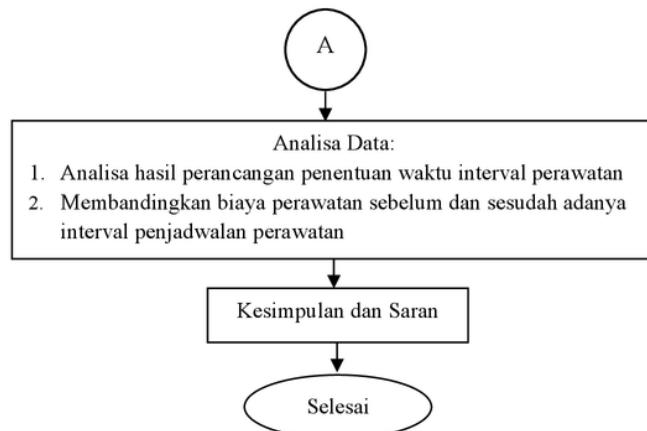 A
Analisa Data:
1. Analisa hasil perancangan penentuan waktu interval perawatan
2. Membandingkan biaya perawatan sebelum dan sesudah adanya
interval penjadwalan perawatan
Kesimpulan dan Saran
Selesai